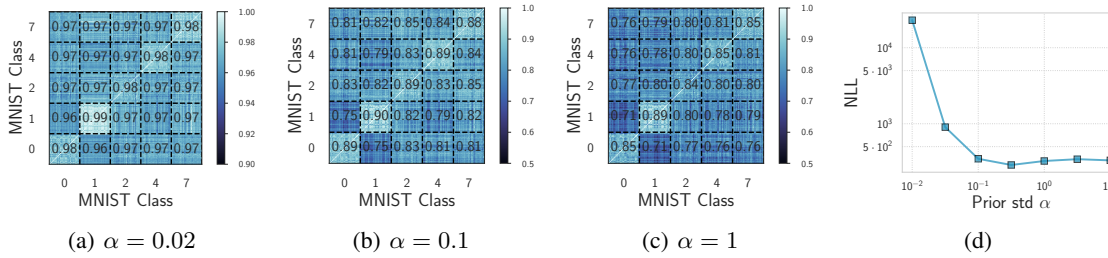 MNIST Class
7
4
2
1
0
0.97 0.97 0.97 0.97 0.98
0.97 0.97 0.97 0.98 0.97
0.97 0.97 0.98 0.97 0.97
0.96 0.99 0.97 0.97 0.97
0.98 0.96 0.97 0.97 0.97
0 1 2 4 7
MNIST Class
1.00
0.98
0.96
0.94
0.92
0.90
(a) α = 0.02
MNIST Class
7
4
2
1
0
0.81 0.82 0.85 0.84 0.88
0.81 0.79 0.83 0.89 0.84
0.83 0.82 0.89 0.83 0.85
0.75 0.90 0.82 0.79 0.82
0.89 0.75 0.83 0.81 0.81
0 1 2 4 7
MNIST Class
1.0
0.9
0.8
0.7
0.6
0.5
(b) α = 0.1
MNIST Class
7
4
2
1
0
0.76 0.79 0.80 0.81 0.85
0.76 0.78 0.80 0.85 0.81
0.77 0.80 0.84 0.80 0.80
0.71 0.89 0.80 0.78 0.79
0.85 0.71 0.77 0.76 0.76
0 1 2 4 7
MNIST Class
1.0
0.9
0.8
0.7
0.6
0.5
(c) α = 1
NLL
10⁴
5 · 10³
10³
5 · 10²
10⁻² 10⁻¹ 10⁰
Prior std α
(d)